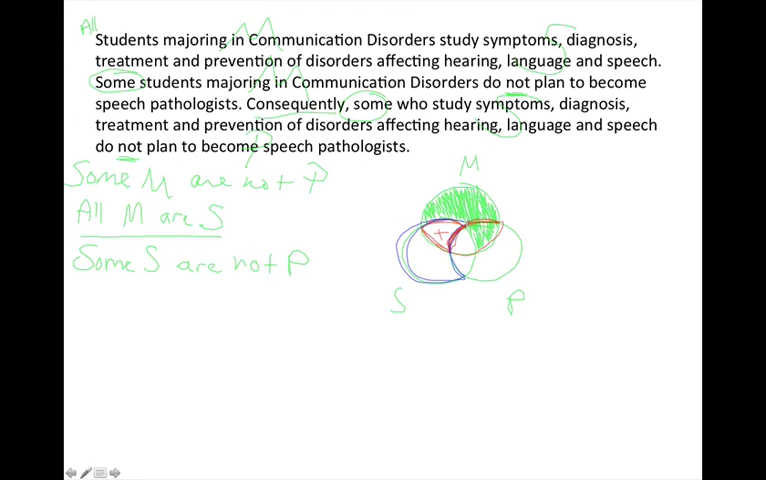 All
Students majoring in Communication Disorders study symptoms, diagnosis,
treatment and prevention of disorders affecting hearing, language and speech.
Some students majoring in Communication Disorders do not plan to become
speech pathologists. Consequently, some who study symptoms, diagnosis,
treatment and prevention of disorders affecting hearing, language and speech
do not plan to become speech pathologists.
M
S
M
P
Some M are not P
All M are S
Some S are not P
M
+
S
P